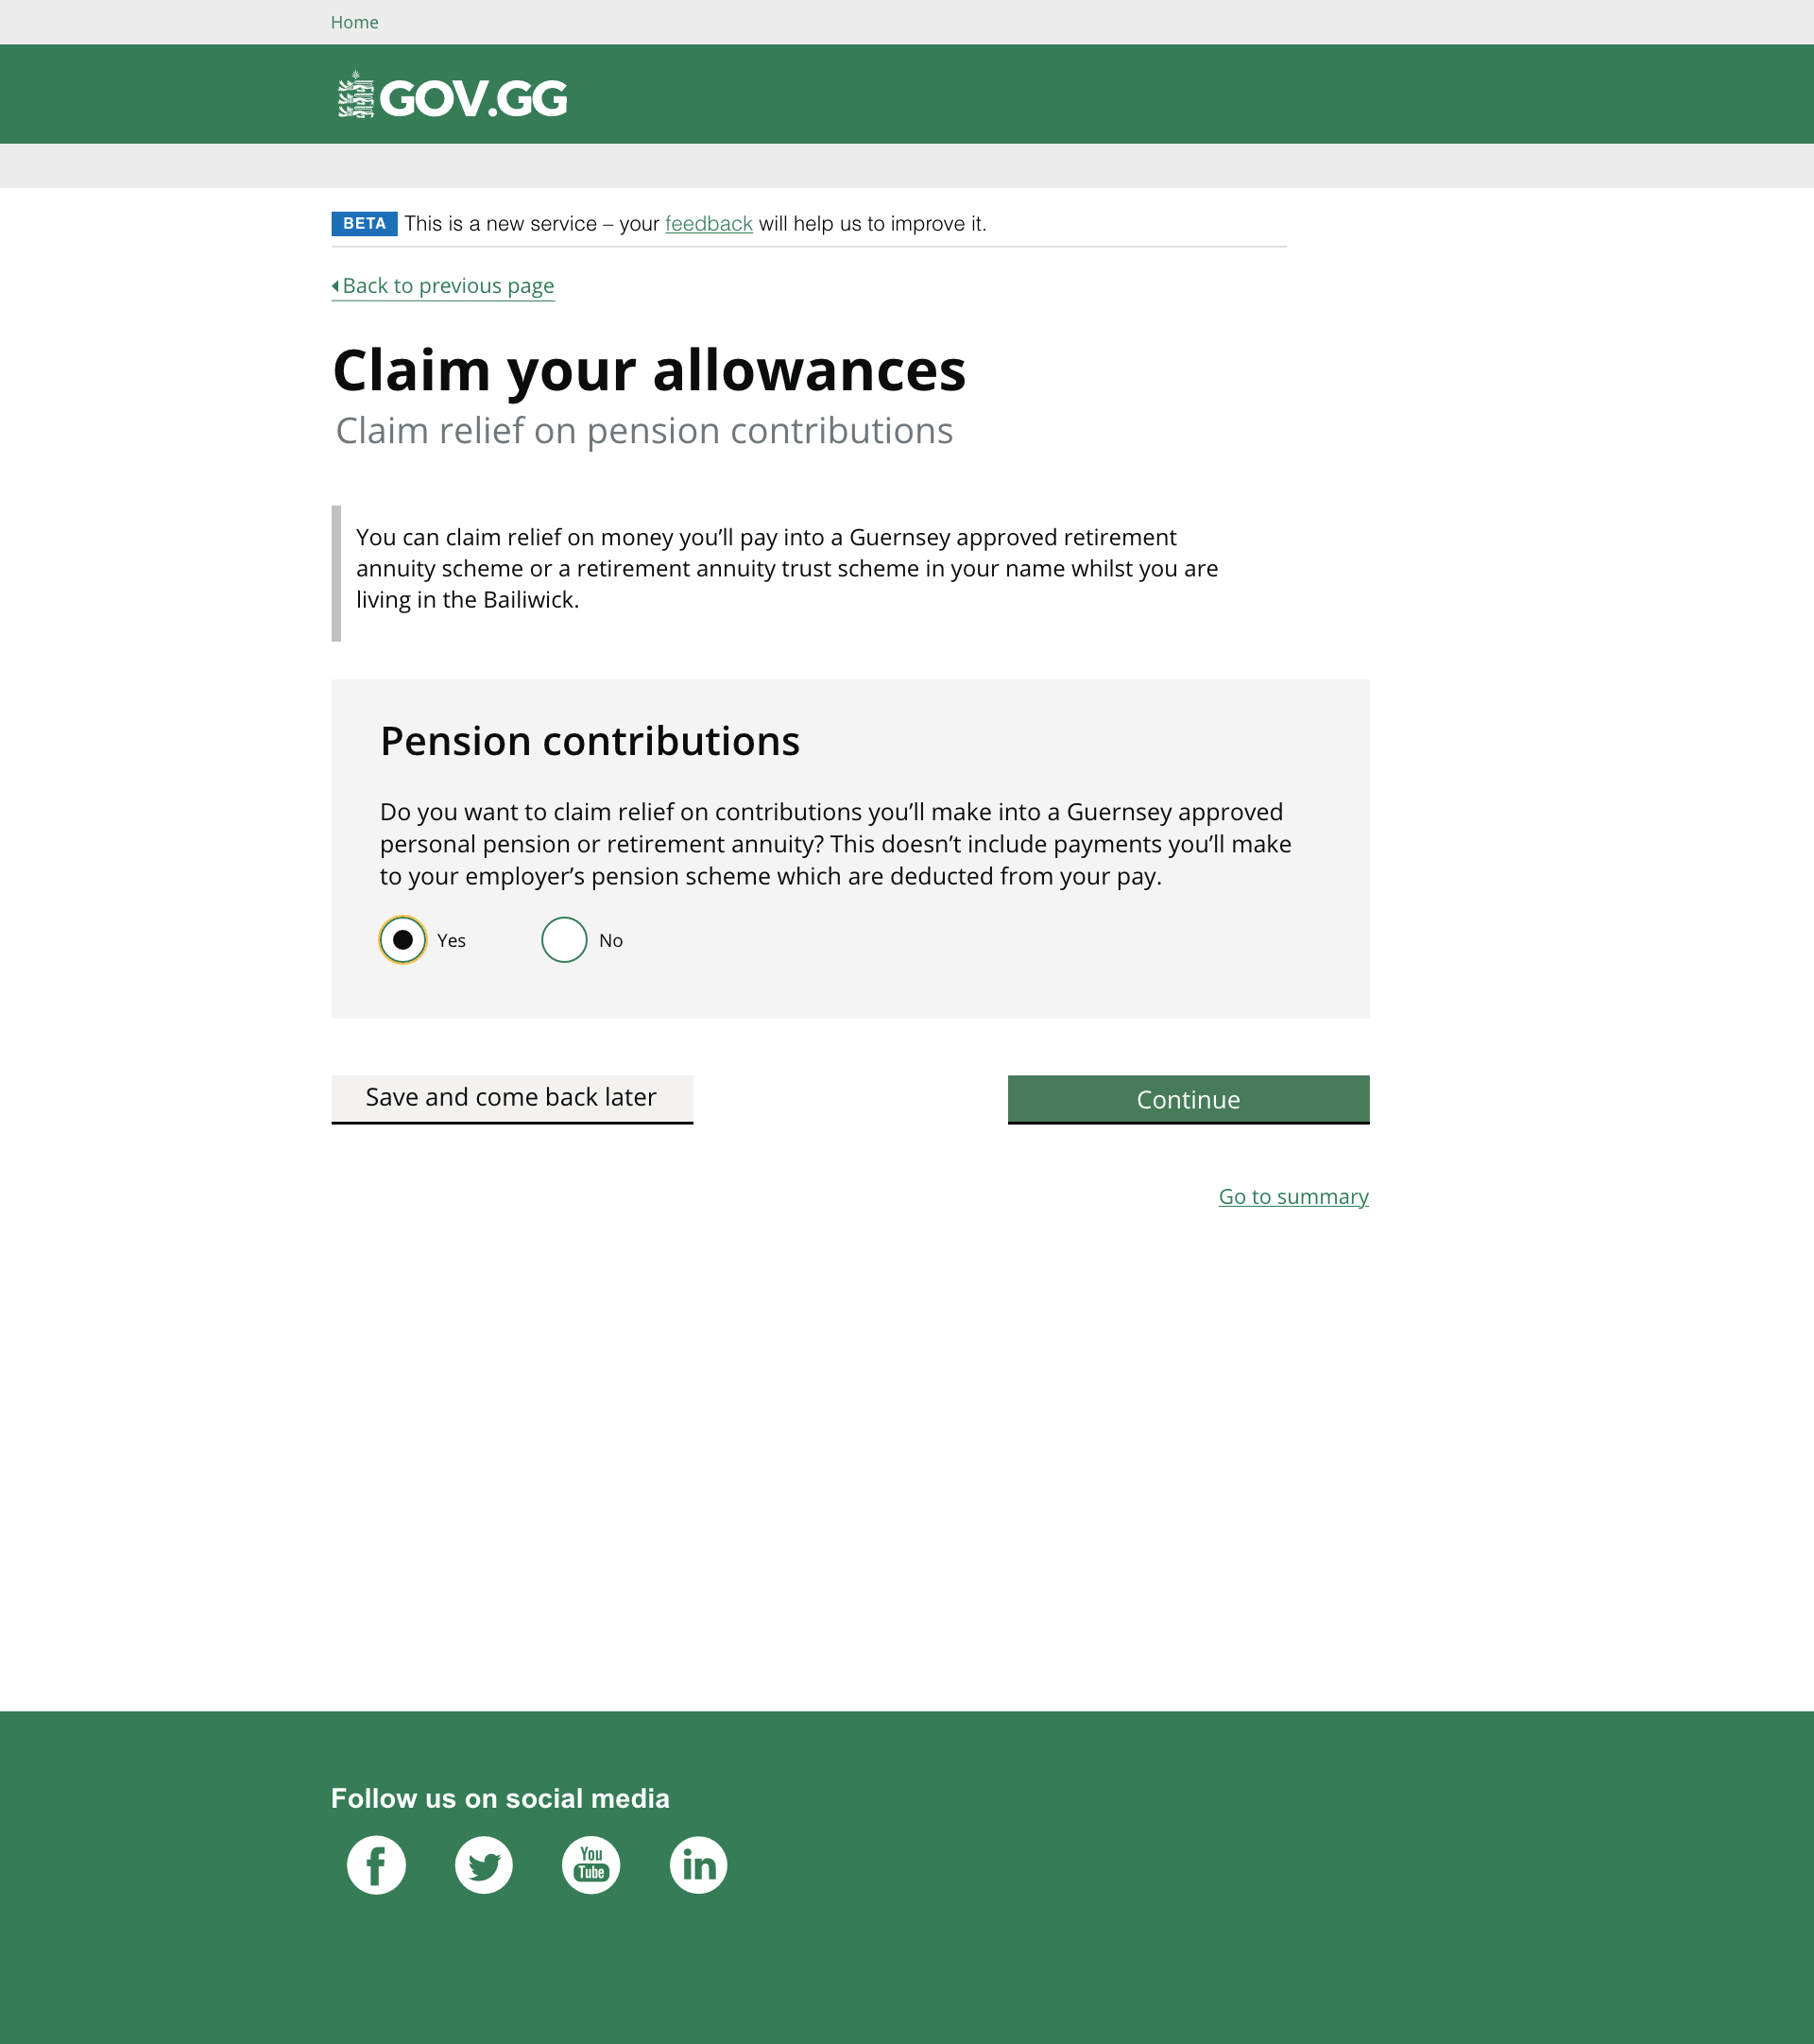 Home
GOV.GG
BETA This is a new service – your feedback will help us to improve it.
Back to previous page
Claim your allowances
Claim relief on pension contributions
You can claim relief on money you’ll pay into a Guernsey approved retirement
annuity scheme or a retirement annuity trust scheme in your name whilst you are
living in the Bailiwick.
Pension contributions
Do you want to claim relief on contributions you’ll make into a Guernsey approved
personal pension or retirement annuity? This doesn’t include payments you’ll make
to your employer’s pension scheme which are deducted from your pay.
Yes No
Save and come back later Continue
Go to summary
Follow us on social media
f You Tube in